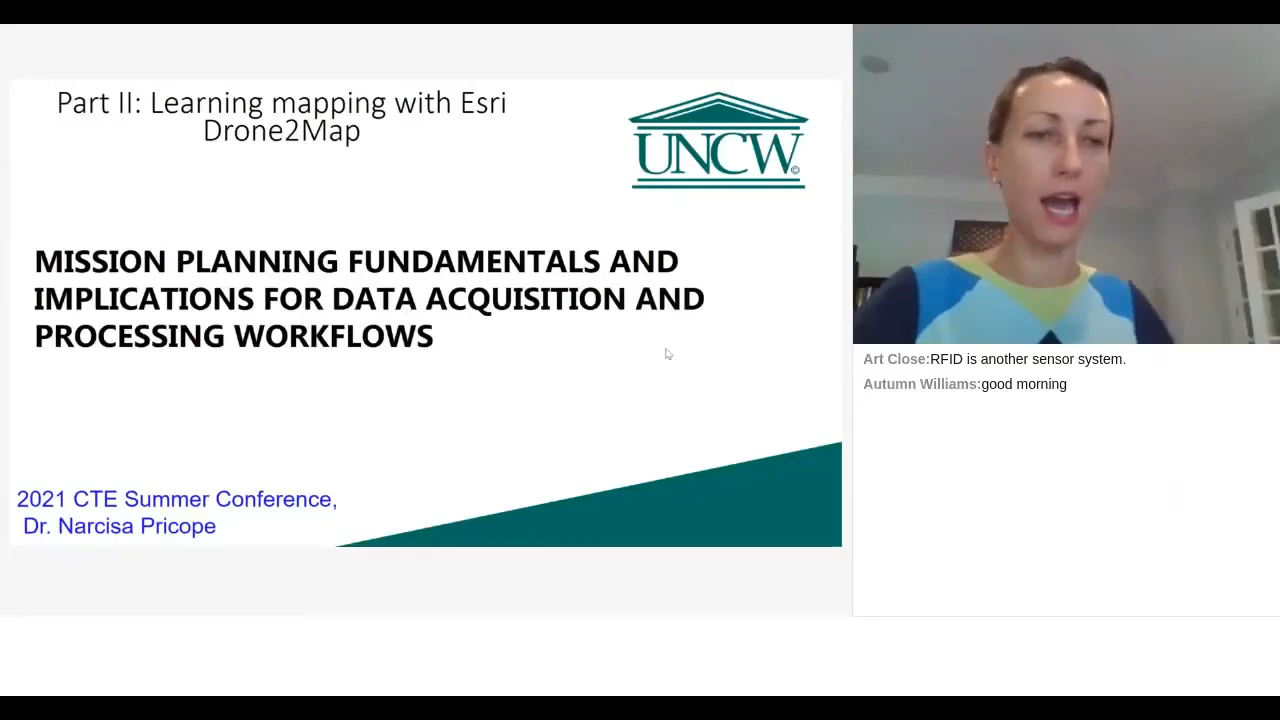 Part II: Learning mapping with Esri
Drone2Map
UNCW©
MISSION PLANNING FUNDAMENTALS AND
IMPLICATIONS FOR DATA ACQUISITION AND
PROCESSING WORKFLOWS
2021 CTE Summer Conference,
Dr. Narcisa Pricope
Art Close:RFID is another sensor system.
Autumn Williams:good morning